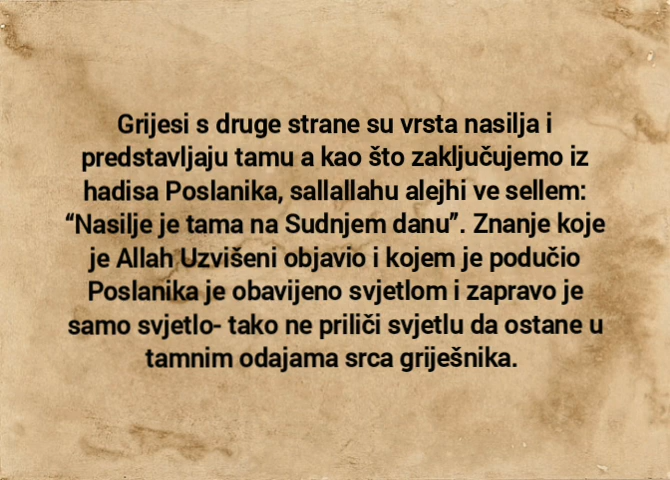 Grijesi s druge strane su vrsta nasilja i
predstavljaju tamu a kao što zaključujemo iz
hadisa Poslanika, sallallahu alejhi ve sellem:
“Nasilje je tama na Sudnjem danu”. Znanje koje
je Allah Uzvišeni objavio i kojem je podučio
Poslanika je obavijeno svjetlom i zapravo je
samo svjetlo- tako ne priliči svjetlu da ostane u
tamnim odajama srca griješnika.